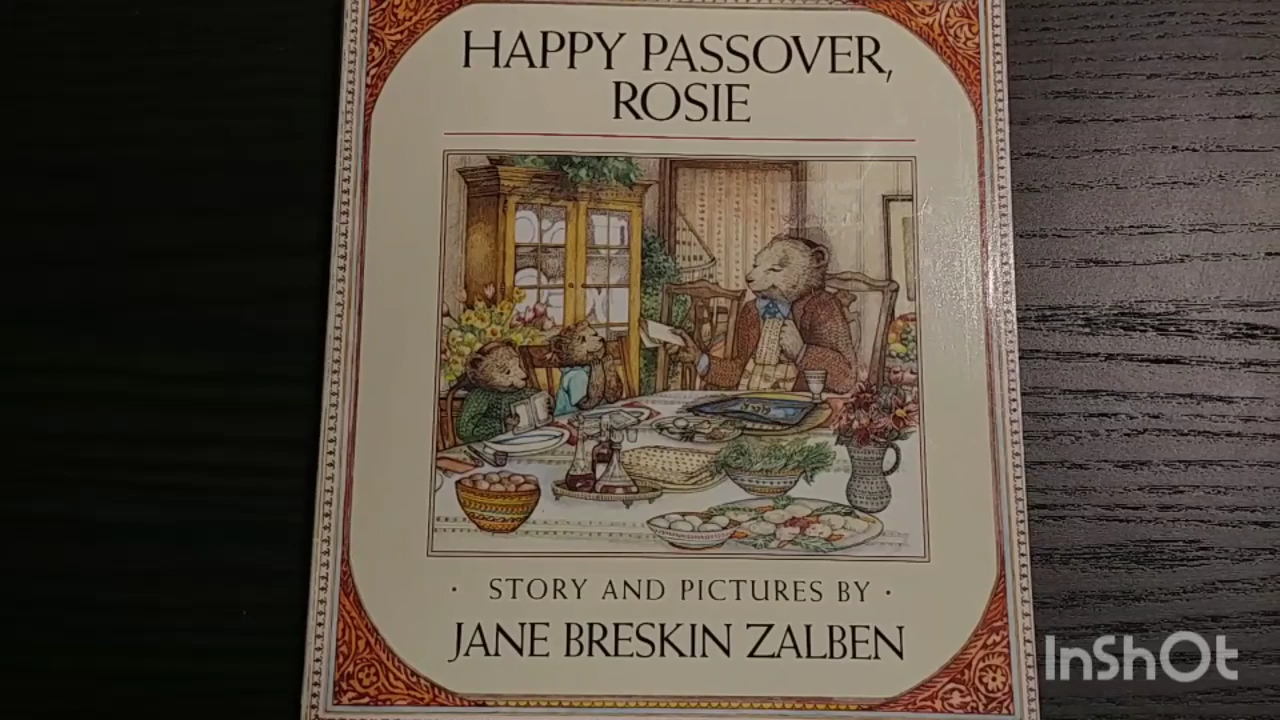 HAPPY PASSOVER,
ROSIE
· STORY AND PICTURES BY ·
JANE BRESKIN ZALBEN
InShOt